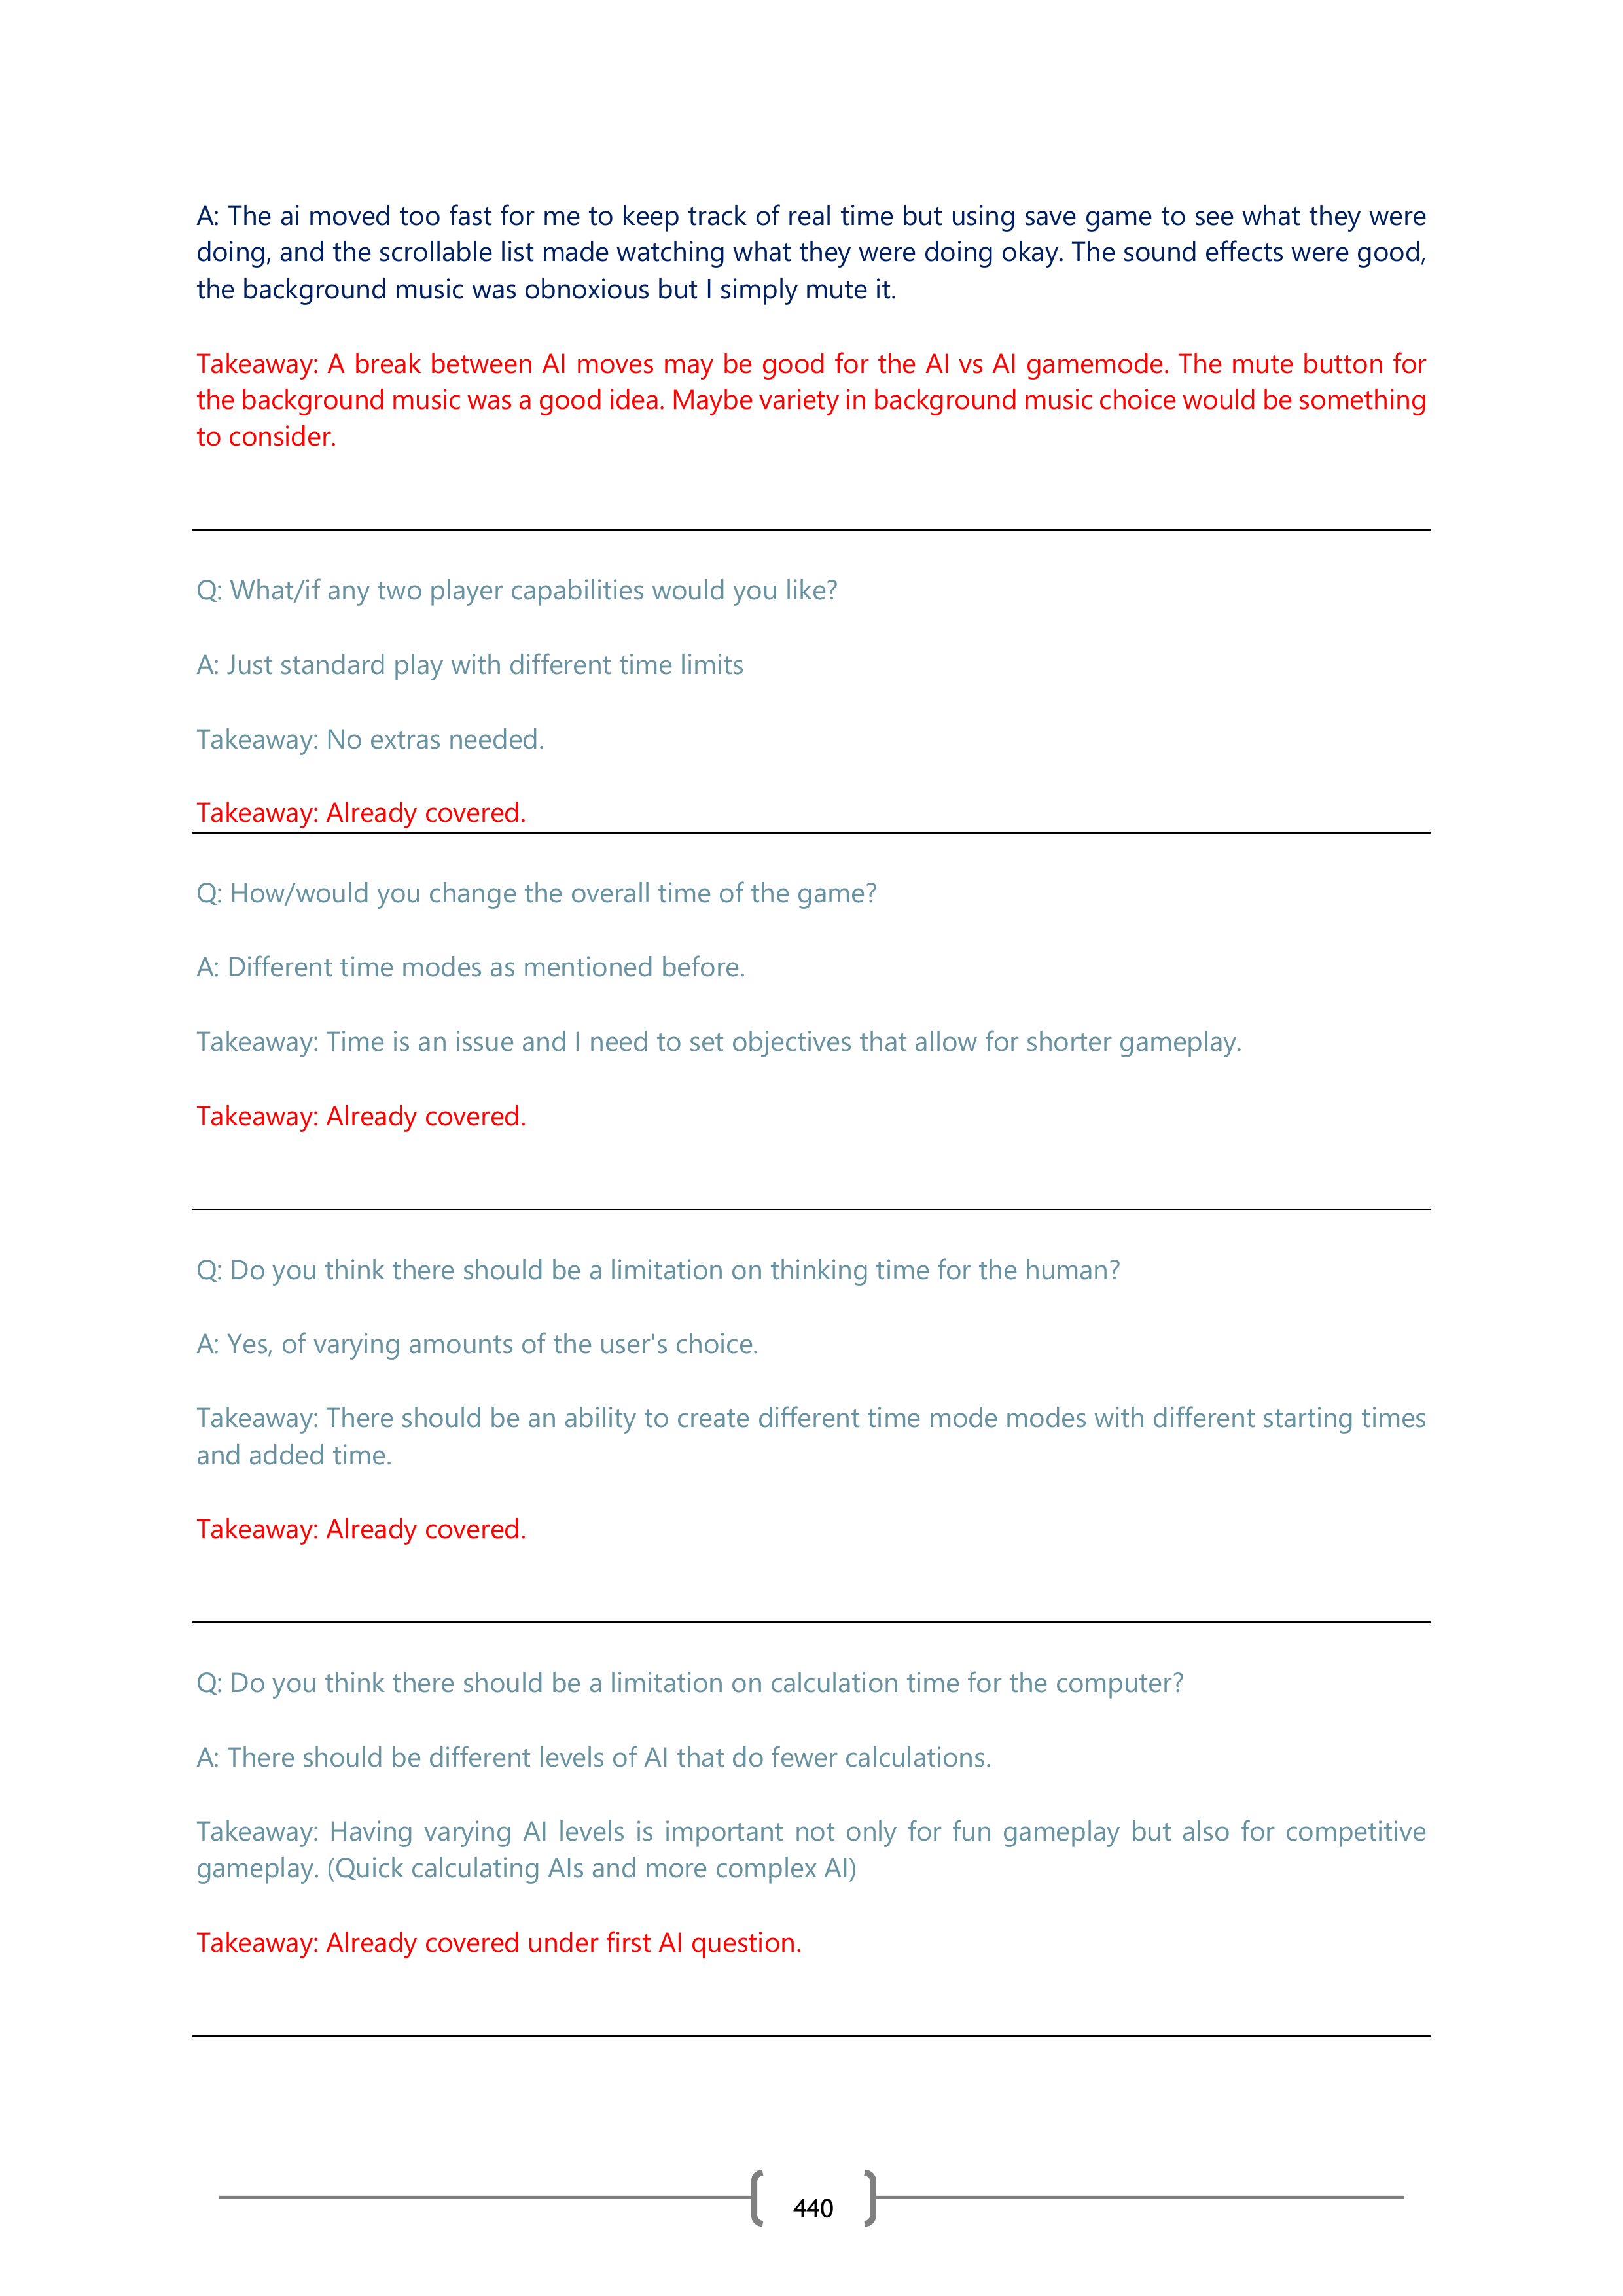 A: The ai moved too fast for me to keep track of real time but using save game to see what they were
doing, and the scrollable list made watching what they were doing okay. The sound effects were good,
the background music was obnoxious but I simply mute it.
Takeaway: A break between AI moves may be good for the AI vs AI gamemode. The mute button for
the background music was a good idea. Maybe variety in background music choice would be something
to consider.
Q: What/if any two player capabilities would you like?
A: Just standard play with different time limits
Takeaway: No extras needed.
Takeaway: Already covered.
Q: How/would you change the overall time of the game?
A: Different time modes as mentioned before.
Takeaway: Time is an issue and I need to set objectives that allow for shorter gameplay.
Takeaway: Already covered.
Q: Do you think there should be a limitation on thinking time for the human?
A: Yes, of varying amounts of the user's choice.
Takeaway: There should be an ability to create different time mode modes with different starting times
and added time.
Takeaway: Already covered.
Q: Do you think there should be a limitation on calculation time for the computer?
A: There should be different levels of AI that do fewer calculations.
Takeaway: Having varying AI levels is important not only for fun gameplay but also for competitive
gameplay. (Quick calculating AIs and more complex AI)
Takeaway: Already covered under first AI question.
440